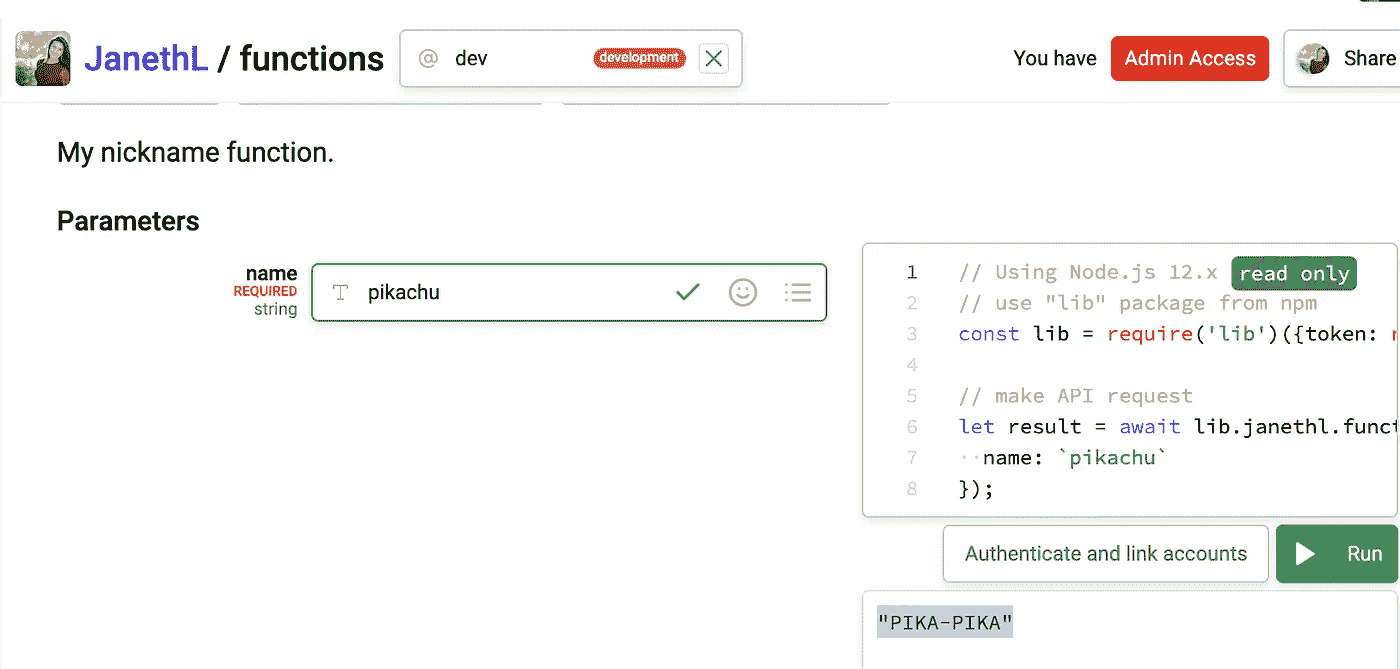 JanethL / functions
@ dev development
You have Admin Access Share
My nickname function.
Parameters
name
REQUIRED
string
pikachu
1 // Using Node.js 12.x read only
2 // use "lib" package from npm
3 const lib = require('lib')({token:
4
5 // make API request
6 let result = await lib.janethl.funct
7 name: `pikachu`
8 });
Authenticate and link accounts
Run
"PIKA-PIKA"